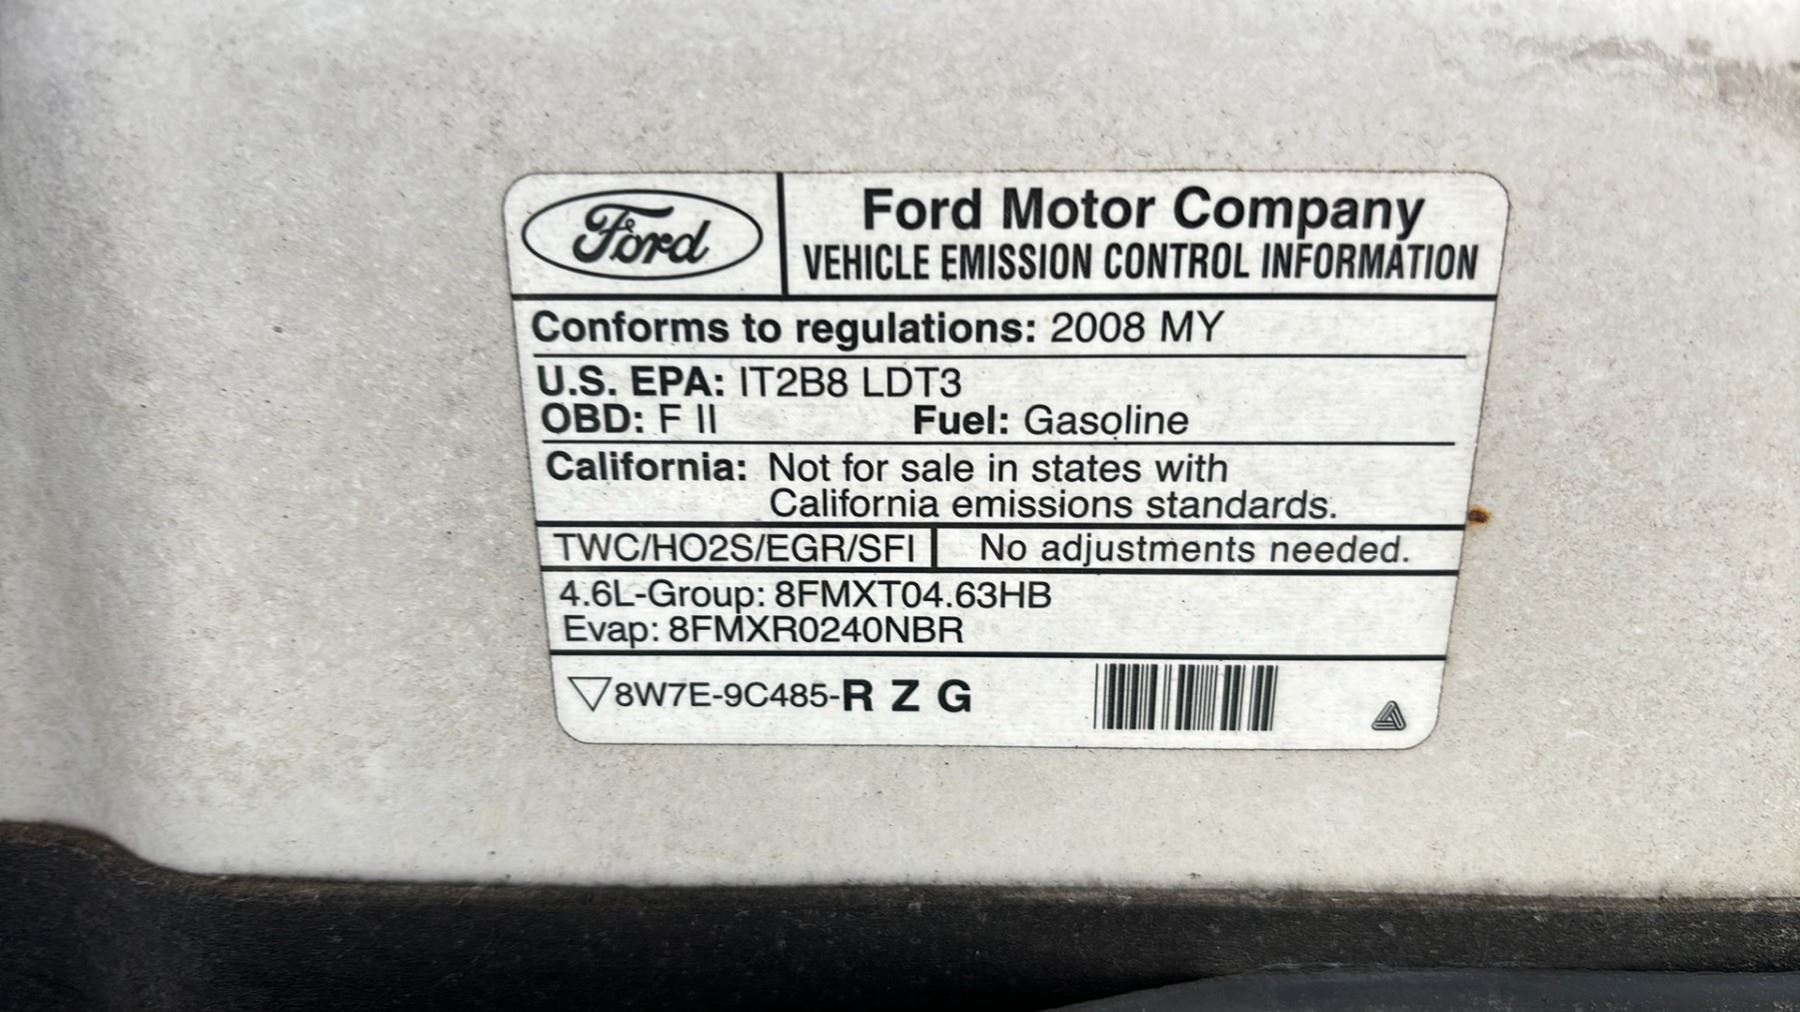 Ford
Ford Motor Company
VEHICLE EMISSION CONTROL INFORMATION
Conforms to regulations: 2008 MY
U.S. EPA: IT2B8 LDT3
OBD: F II Fuel: Gasoline
California: Not for sale in states with
California emissions standards.
TWC/HO2S/EGR/SFI No adjustments needed.
4.6L-Group: 8FMXT04.63HB
Evap: 8FMXR0240NBR
▽8W7E-9C485-R Z G